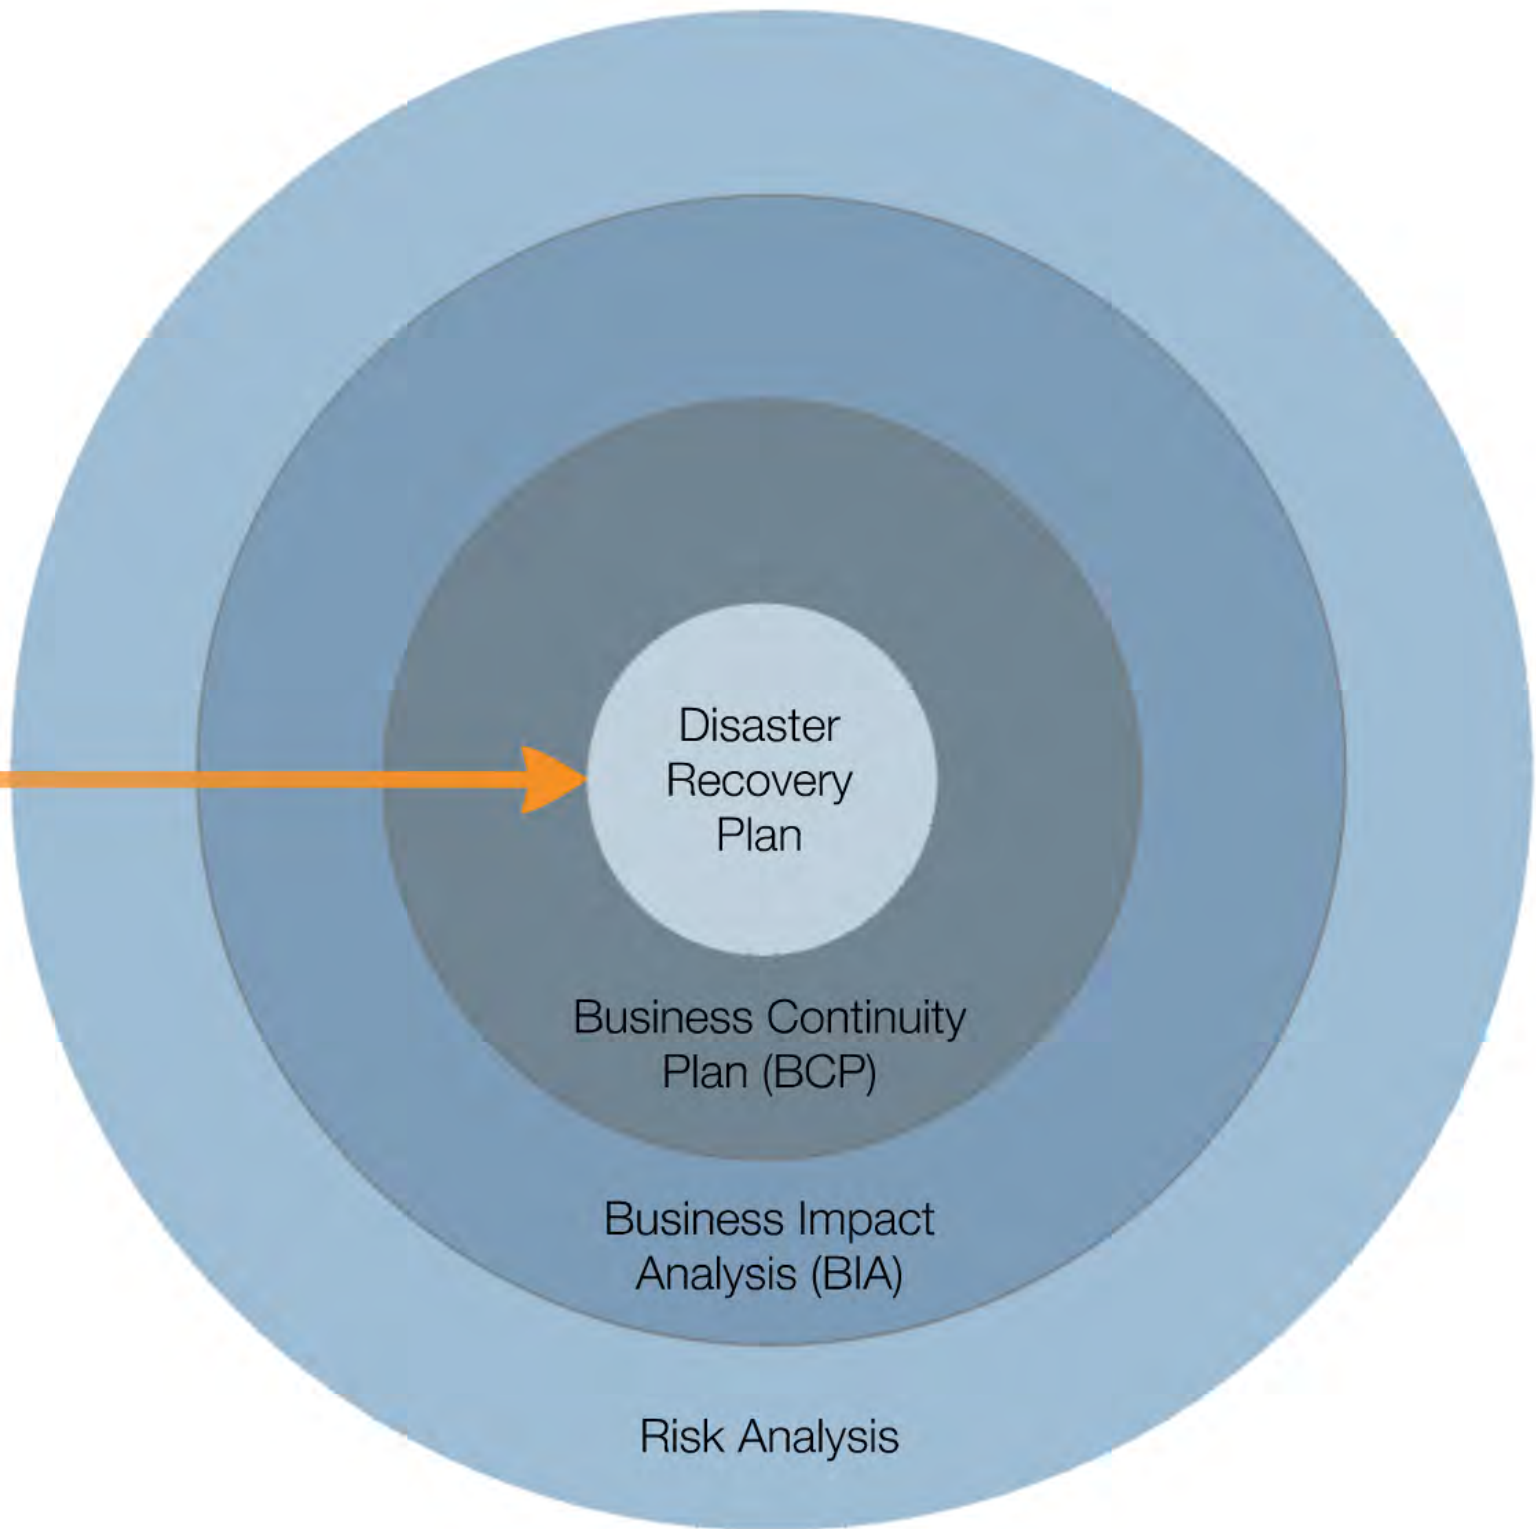 Disaster
Recovery
Plan
Business Continuity
Plan (BCP)
Business Impact
Analysis (BIA)
Risk Analysis